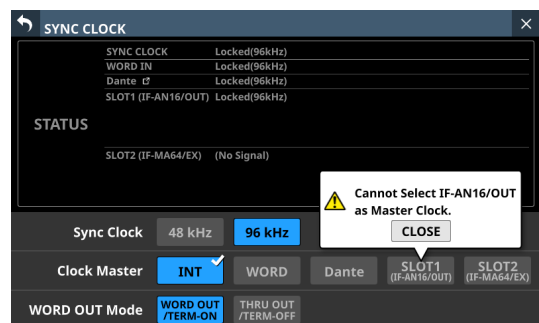 SYNC CLOCK
SYNC CLOCK Locked(96kHz)
WORD IN Locked(96kHz)
Dante Locked(96kHz)
SLOT1 (IF-AN16/OUT) Locked(96kHz)
STATUS
SLOT2 (IF-MA64/EX) (No Signal)
Cannot Select IF-AN16/OUT
as Master Clock.
CLOSE
Sync Clock 48 kHz 96 kHz
Clock Master INT WORD Dante SLOT1 (IF-AN16/OUT) SLOT2 (IF-MA64/EX)
WORD OUT Mode WORD OUT /TERM-ON THRU OUT /TERM-OFF